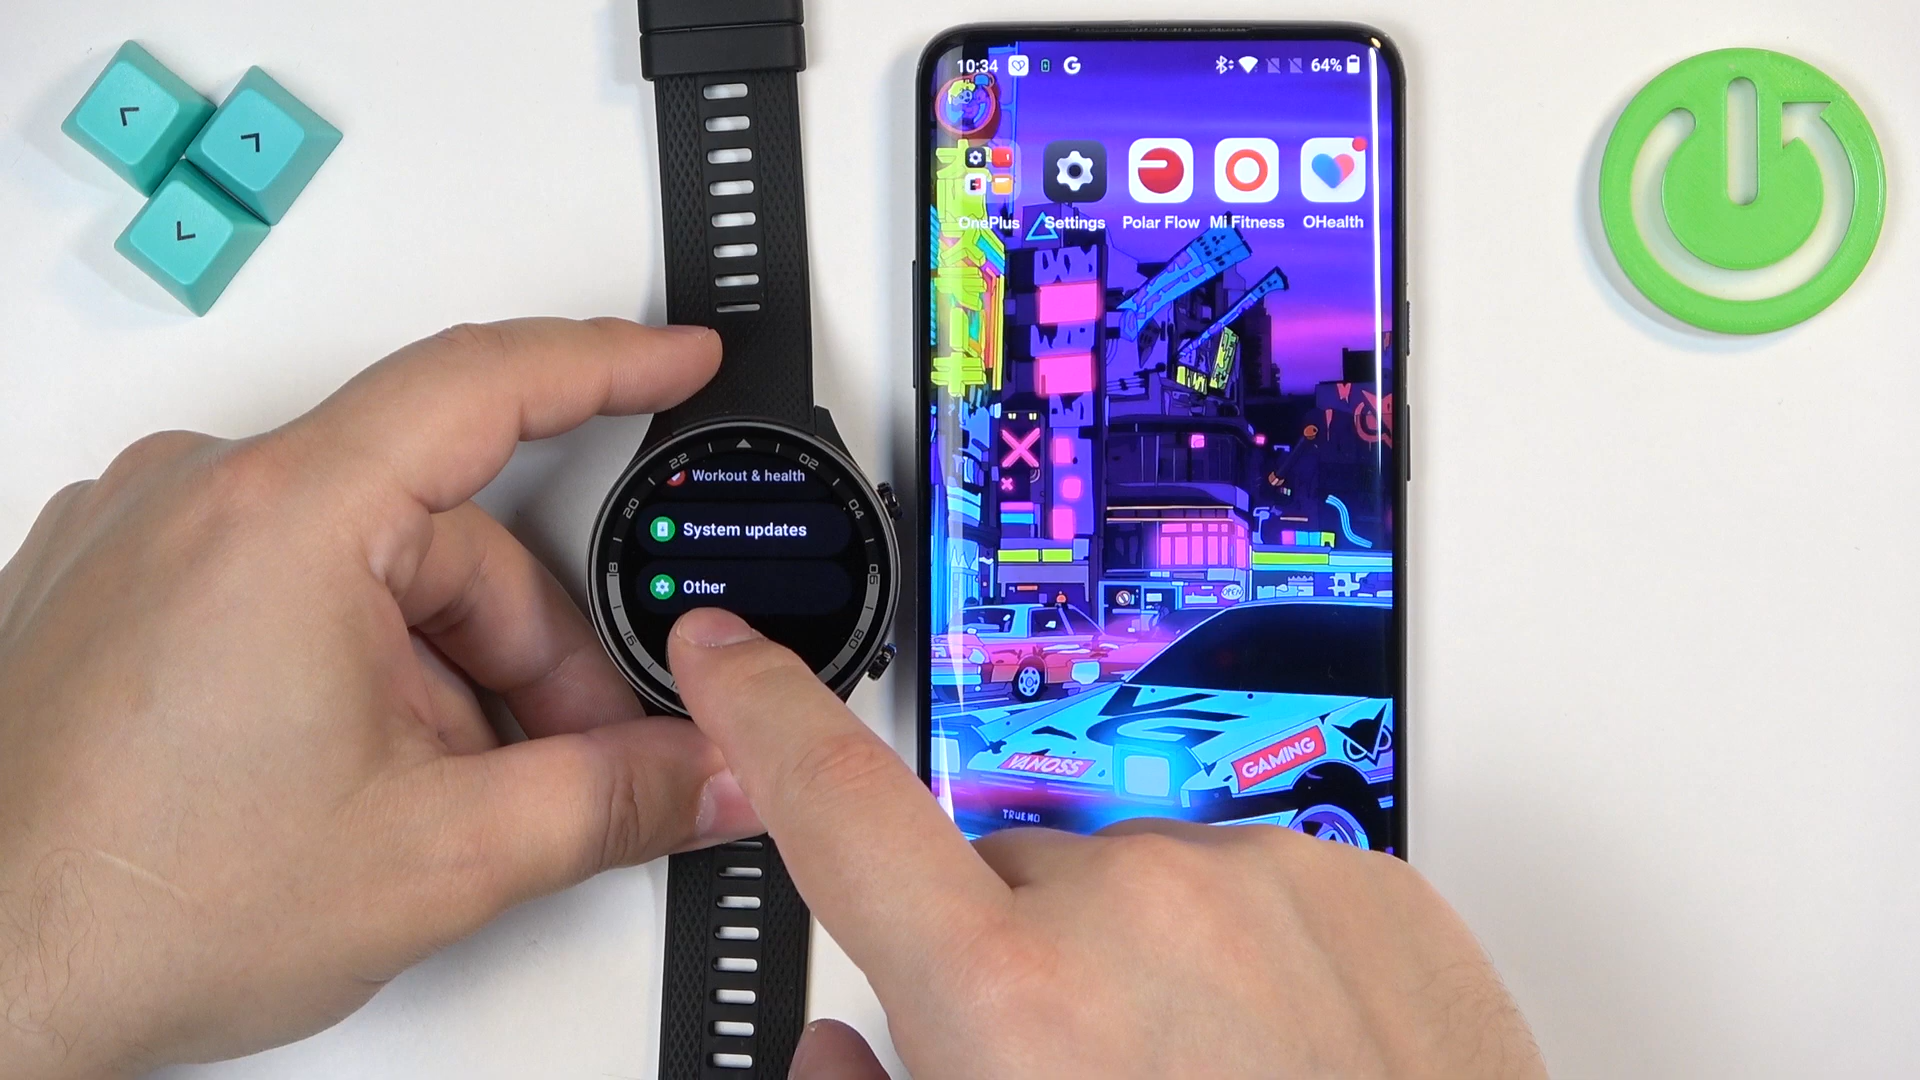 10:34
G
64%
OnePlus
Settings
Polar Flow
Mi Fitness
OHealth
22
02
20
04
18
06
16
08
Workout & health
System updates
Other
OPEN
VANOSS
GAMING
TRUENO